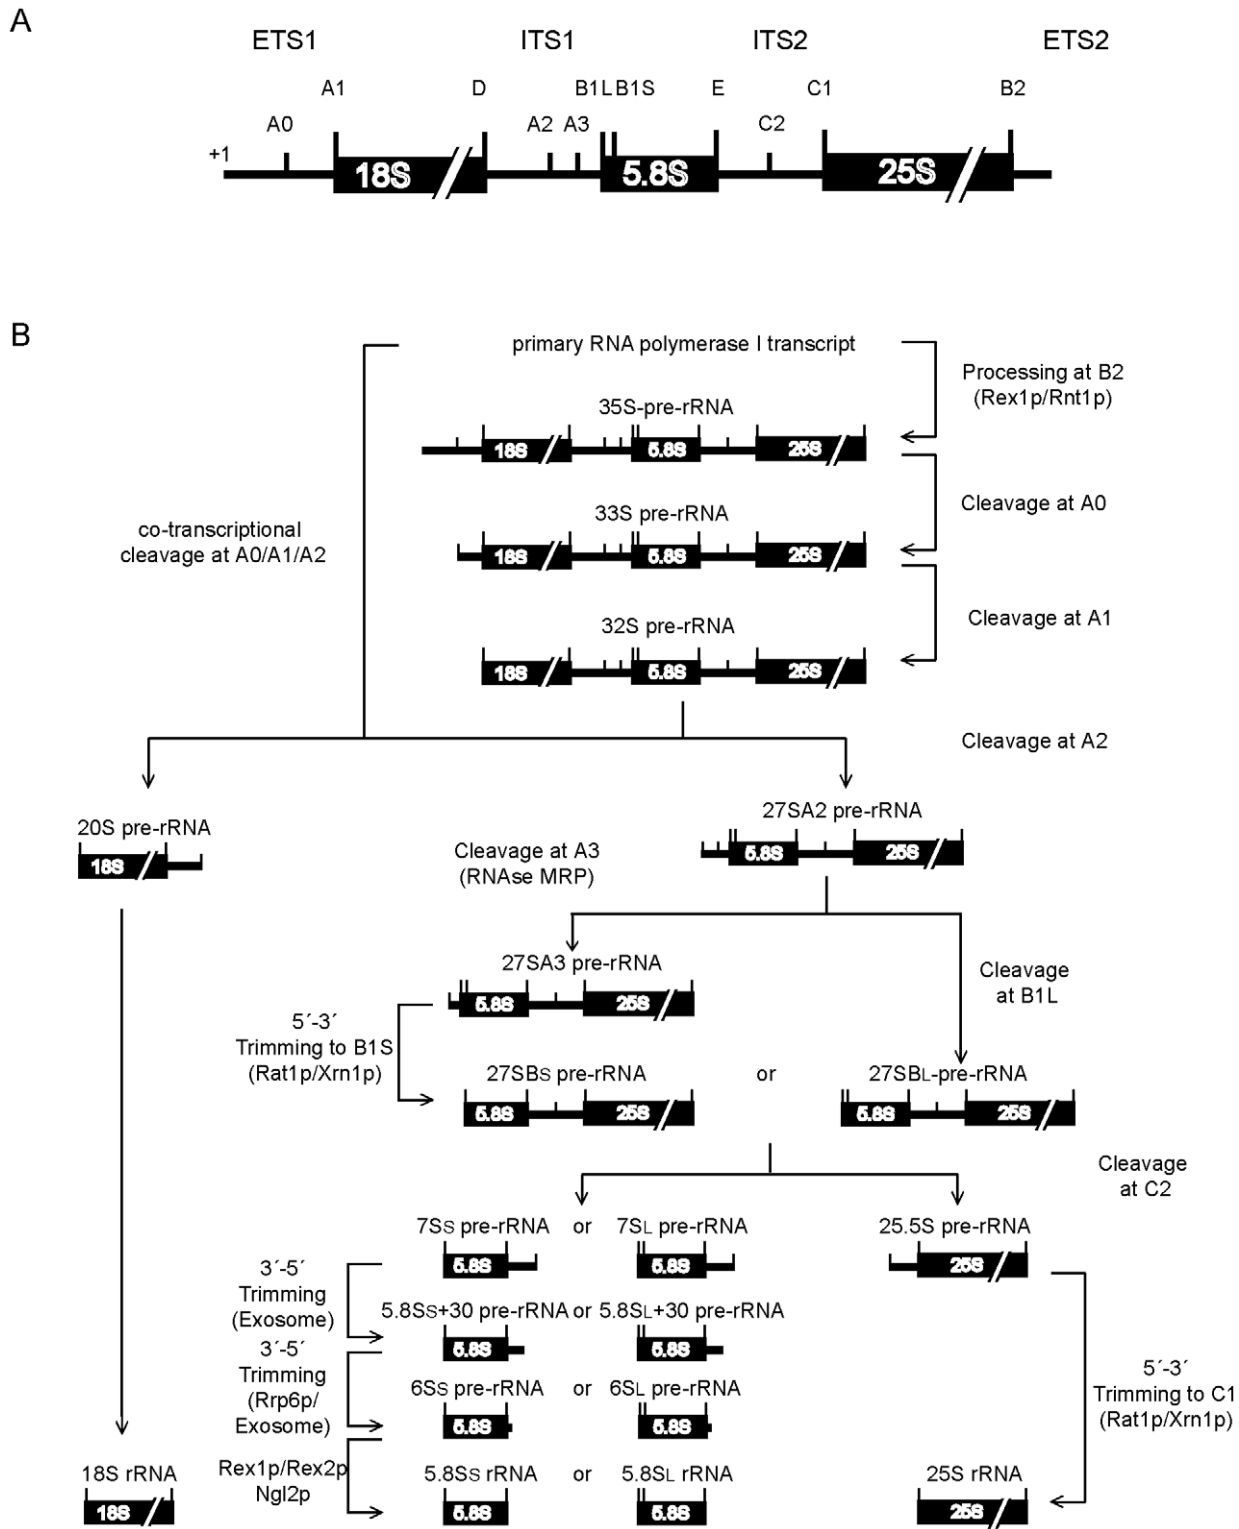 A
ETS1 ITS1 ITS2 ETS2
A1 D B1L B1S E C1 B2
+1 A0 A2 A3 C2
18S 5.8S 25S
B
primary RNA polymerase I transcript
Processing at B2
(Rex1p/Rnt1p)
35S-pre-rRNA
18S 5.8S 25S
Cleavage at A0
33S pre-rRNA
18S 5.8S 25S
co-transcriptional
cleavage at A0/A1/A2
Cleavage at A1
32S pre-rRNA
18S 5.8S 25S
Cleavage at A2
20S pre-rRNA
18S
27SA2 pre-rRNA
5.8S 25S
Cleavage at A3
(RNAse MRP)
27SA3 pre-rRNA
5.8S 25S
Cleavage
at B1L
5´-3´
Trimming to B1S
(Rat1p/Xrn1p)
27SBS pre-rRNA or 27SBL-pre-rRNA
5.8S 25S 5.8S 25S
Cleavage
at C2
7SS pre-rRNA or 7SL pre-rRNA 25.5S pre-rRNA
5.8S 5.8S 25S
3´-5´
Trimming
(Exosome)
5.8SS+30 pre-rRNA or 5.8SL+30 pre-rRNA
5.8S 5.8S
3´-5´
Trimming
(Rrp6p/
Exosome)
6SS pre-rRNA or 6SL pre-rRNA
5.8S 5.8S
5´-3´
Trimming to C1
(Rat1p/Xrn1p)
Rex1p/Rex2p
Ngl2p
18S rRNA 5.8SS rRNA or 5.8SL rRNA 25S rRNA
18S 5.8S 5.8S 25S